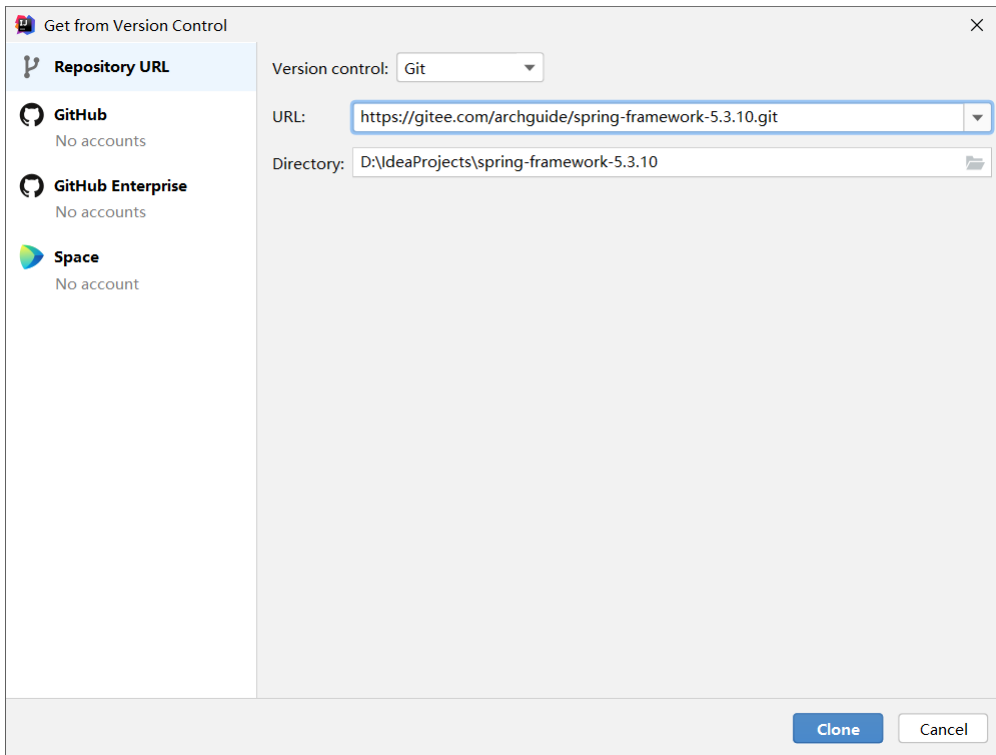 Get from Version Control
Repository URL
GitHub
No accounts
GitHub Enterprise
No accounts
Space
No account
Version control: Git
URL: https://gitee.com/archguide/spring-framework-5.3.10.git
Directory: D:\IdeaProjects\spring-framework-5.3.10
Clone Cancel